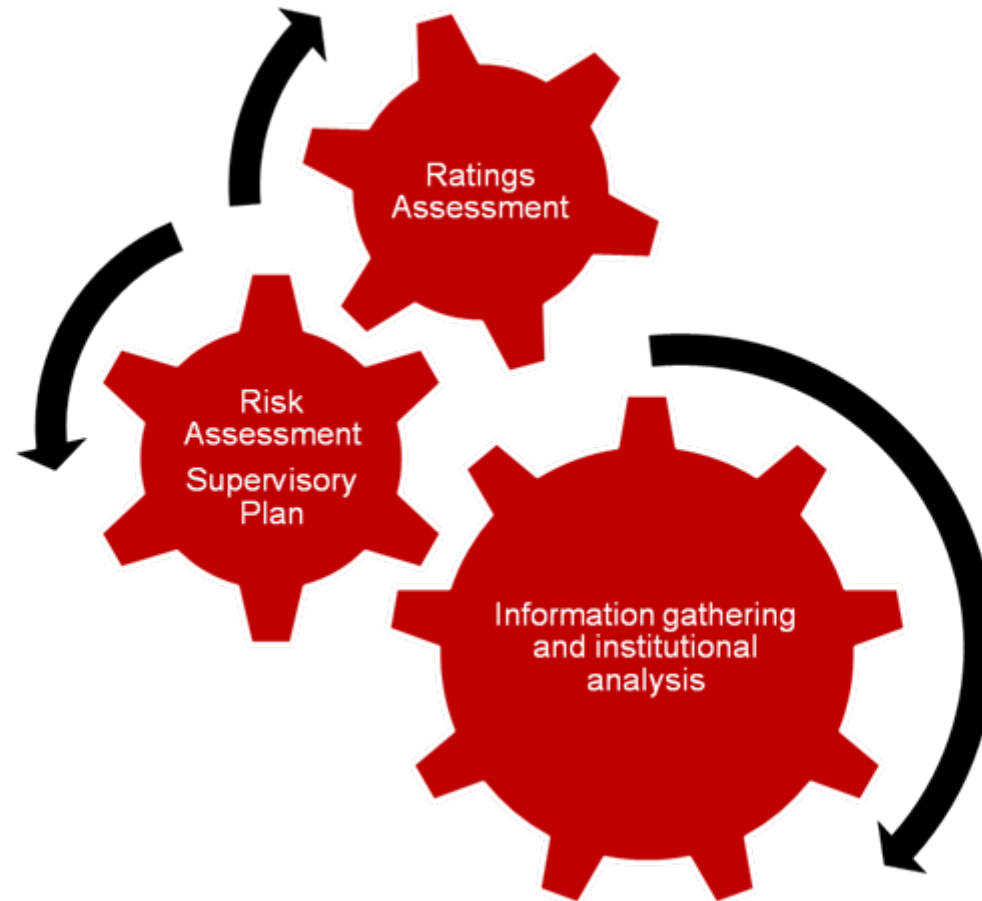 Ratings
Assessment
Risk
Assessment
Supervisory
Plan
Information gathering
and institutional
analysis